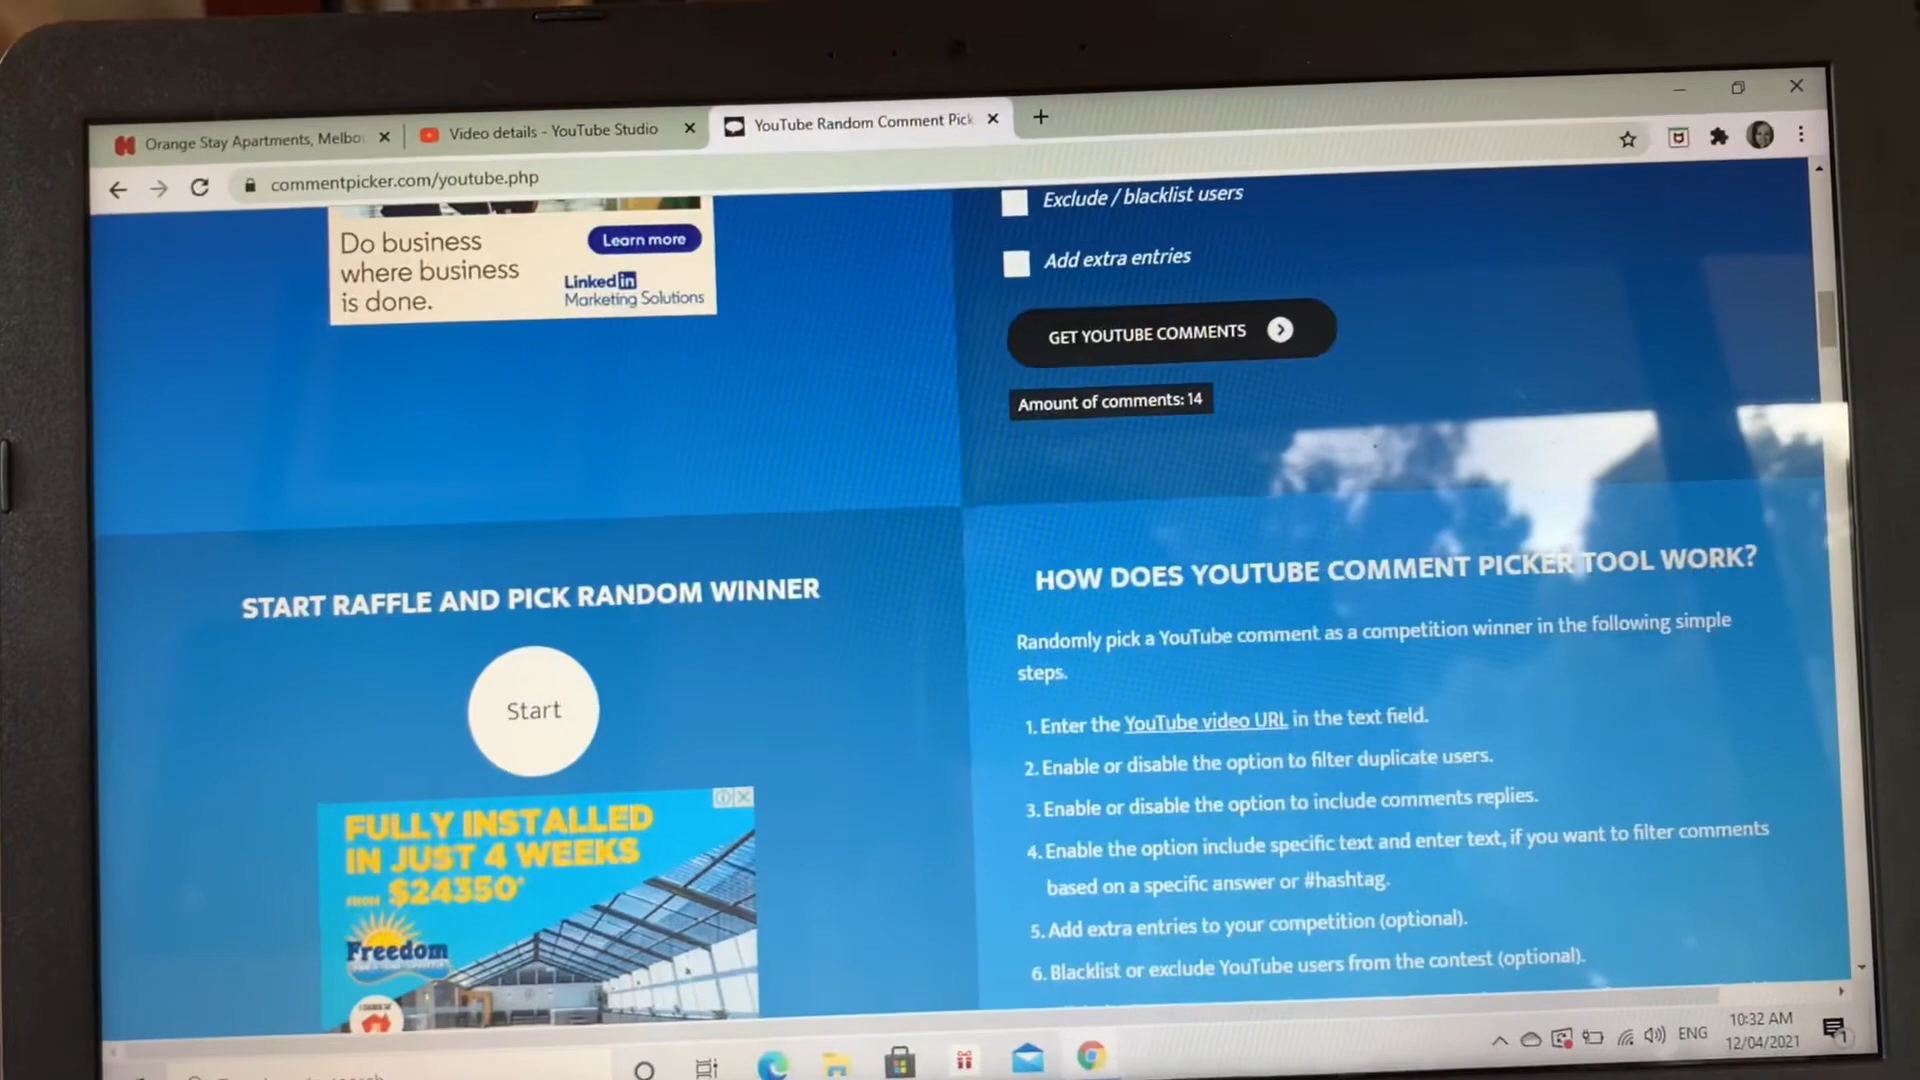 Orange Stay Apartments, Melbo
Video details - YouTube Studio
YouTube Random Comment Pick
commentpicker.com/youtube.php
Do business
where business
is done.
Learn more
Linked in
Marketing Solutions
Exclude / blacklist users
Add extra entries
GET YOUTUBE COMMENTS
Amount of comments: 14
START RAFFLE AND PICK RANDOM WINNER
Start
FULLY INSTALLED
IN JUST 4 WEEKS
FROM $24350*
Freedom
HOW DOES YOUTUBE COMMENT PICKER TOOL WORK?
Randomly pick a YouTube comment as a competition winner in the following simple
steps.
1. Enter the YouTube video URL in the text field.
2. Enable or disable the option to filter duplicate users.
3. Enable or disable the option to include comments replies.
4. Enable the option include specific text and enter text, if you want to filter comments
based on a specific answer or #hashtag.
5. Add extra entries to your competition (optional).
6. Blacklist or exclude YouTube users from the contest (optional).
ENG
10:32 AM
12/04/2021
1